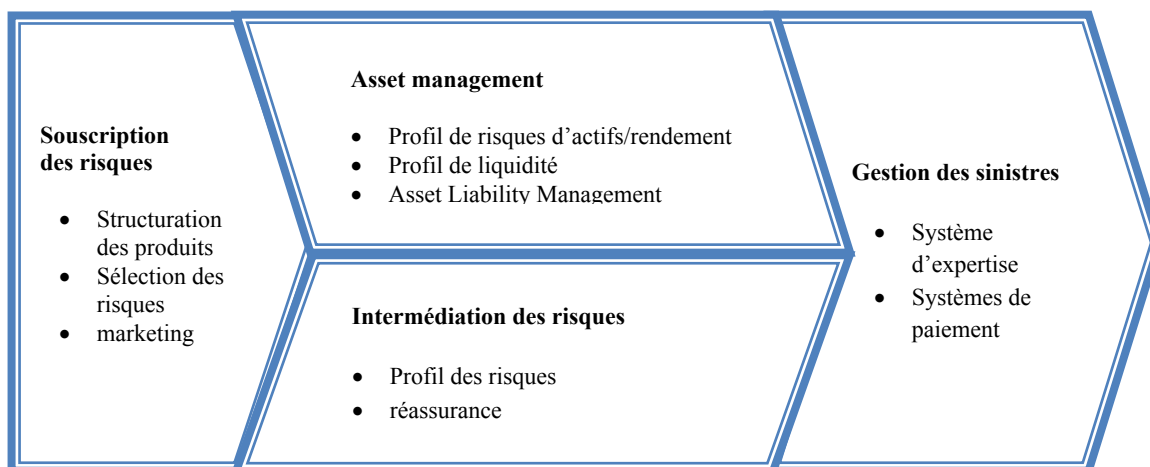 Souscription
des risques
• Structuration
des produits
• Sélection des
risques
• marketing
Asset management
• Profil de risques d’actifs/rendement
• Profil de liquidité
• Asset Liability Management
Intermédiation des risques
• Profil des risques
• réassurance
Gestion des sinistres
• Système
d’expertise
• Systèmes de
paiement